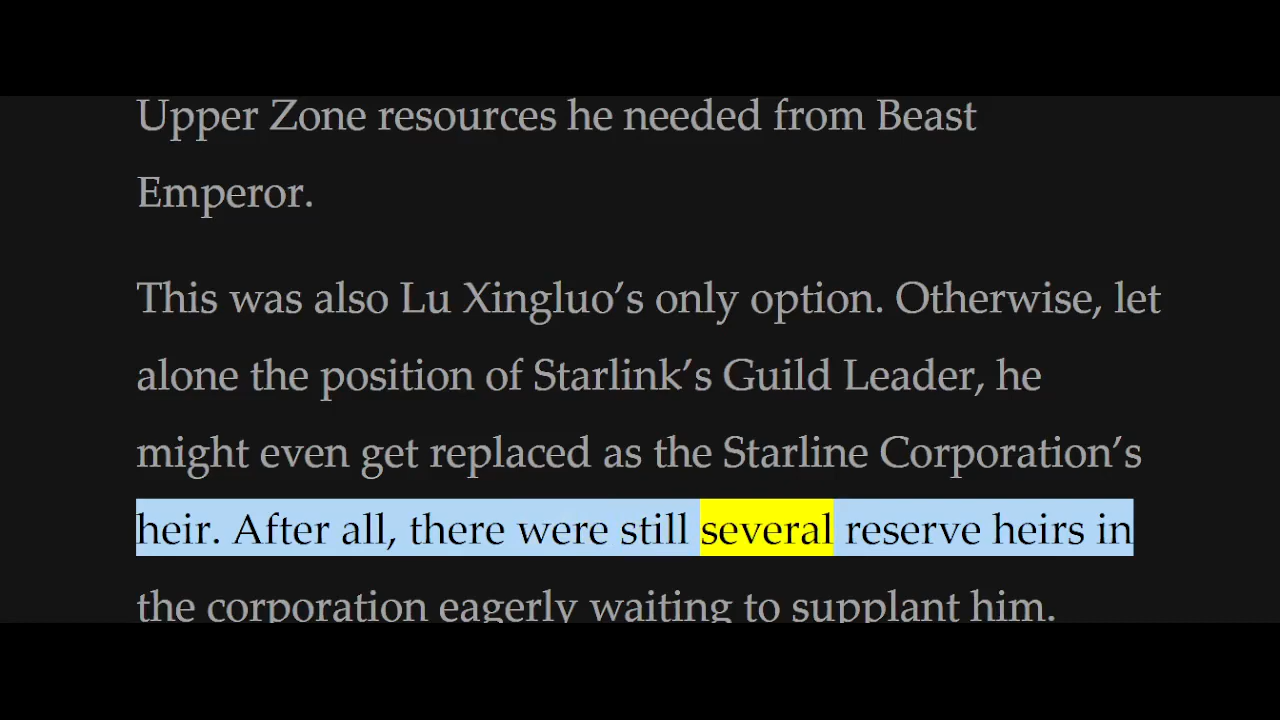 Upper Zone resources he needed from Beast
Emperor.
This was also Lu Xingluo’s only option. Otherwise, let
alone the position of Starlink’s Guild Leader, he
might even get replaced as the Starline Corporation’s
heir. After all, there were still several reserve heirs in
the corporation eagerly waiting to supplant him.